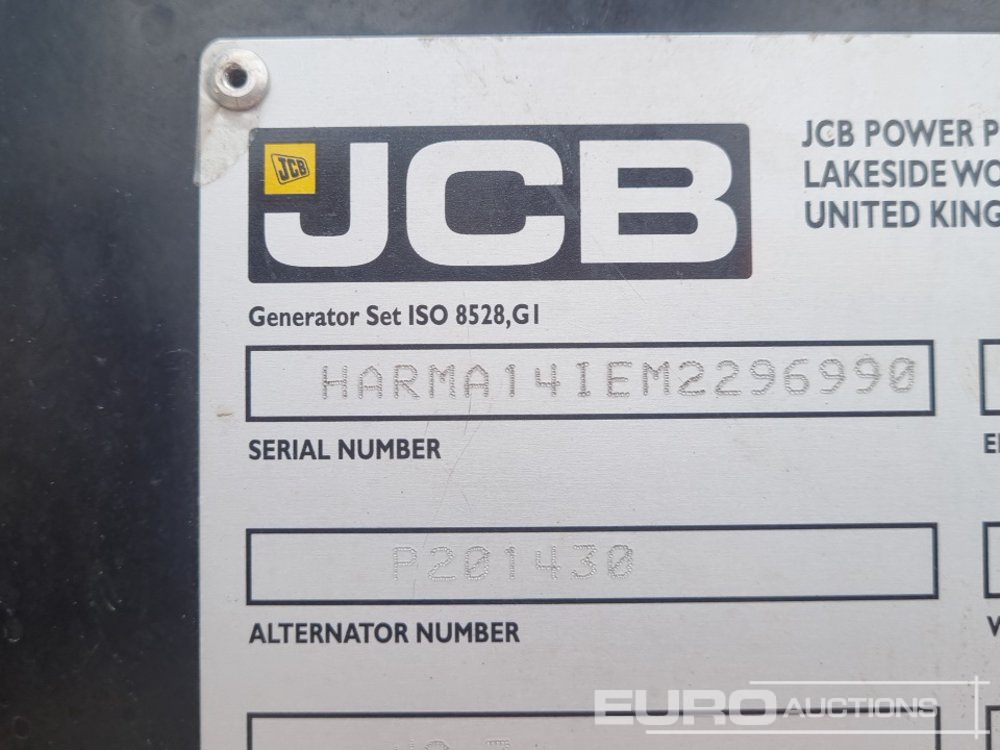 JCB
JCB
JCB POWER P
LAKESIDE WO
UNITED KING
Generator Set ISO 8528,G1
HARMA14IEM2296990
SERIAL NUMBER
P201430
ALTERNATOR NUMBER
EURO AUCTIONS